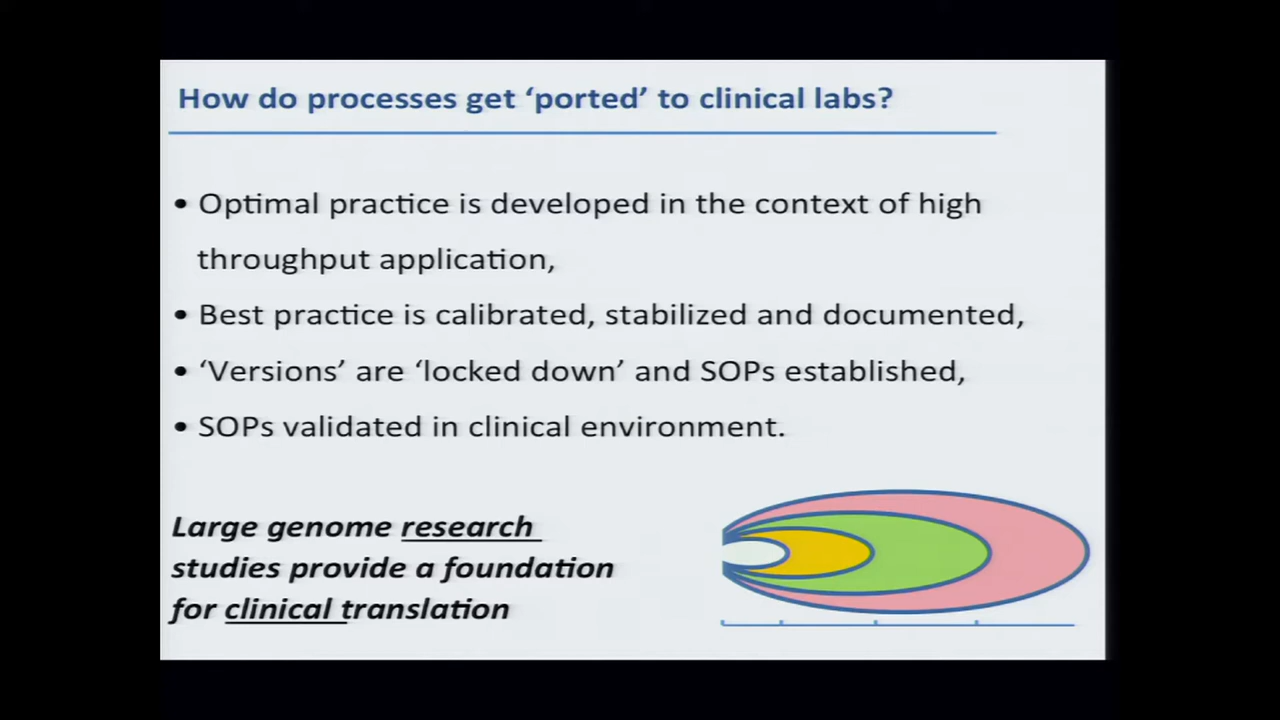 How do processes get ‘ported’ to clinical labs?
• Optimal practice is developed in the context of high
throughput application,
• Best practice is calibrated, stabilized and documented,
• ‘Versions’ are ‘locked down’ and SOPs established,
• SOPs validated in clinical environment.
Large genome research
studies provide a foundation
for clinical translation